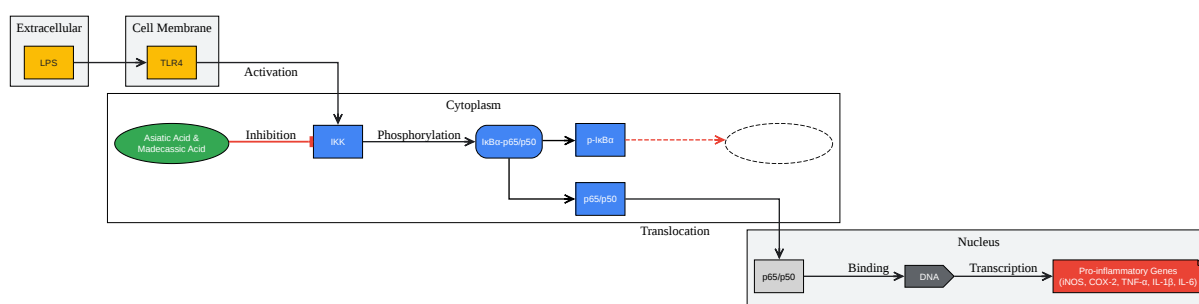 Extracellular
Cell Membrane
LPS
TLR4
Activation
Cytoplasm
Asiatic Acid &
Madecassic Acid
Inhibition
IKK
Phosphorylation
IκBα-p65/p50
p-IκBα
p65/p50
Translocation
Nucleus
p65/p50
Binding
DNA
Transcription
Pro-inflammatory Genes
(iNOS, COX-2, TNF-α, IL-1β, IL-6)